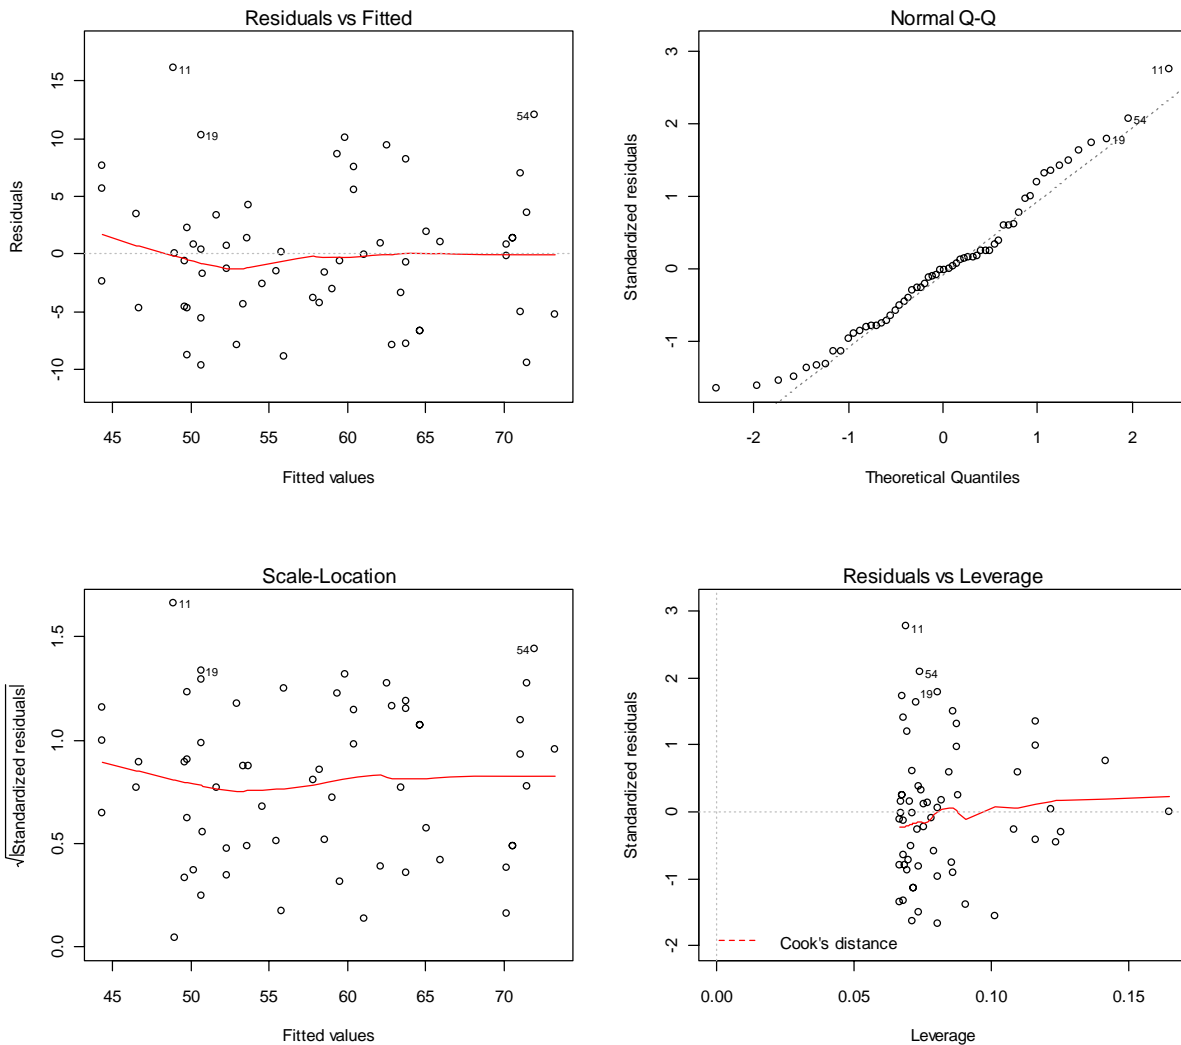 Residuals vs Fitted
Residuals
15
10
5
0
-5
-10
11
19
54
45 50 55 60 65 70
Fitted values
Normal Q-Q
Standardized residuals
3
2
1
0
-1
11
54
19
-2 -1 0 1 2
Theoretical Quantiles
Scale-Location
√|Standardized residuals|
1.5
1.0
0.5
0.0
11
19
54
45 50 55 60 65 70
Fitted values
Residuals vs Leverage
Standardized residuals
3
2
1
0
-1
-2
11
54
19
Cook's distance
0.00 0.05 0.10 0.15
Leverage